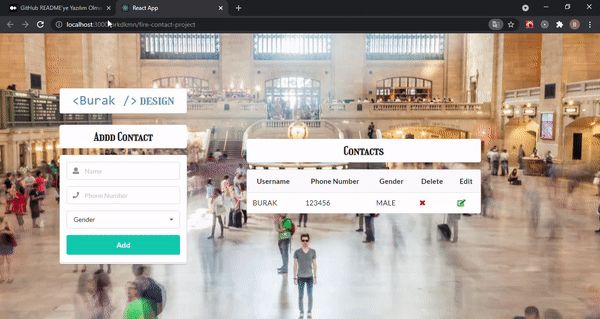 GitHub README'ye Yazılım Olma
React App
localhost:3000/
fire-contact-project
<Burak /> DESIGN
Addd Contact
Contacts
Name
Phone Number
Gender
Add
Username Phone Number Gender Delete Edit
BURAK 123456 MALE